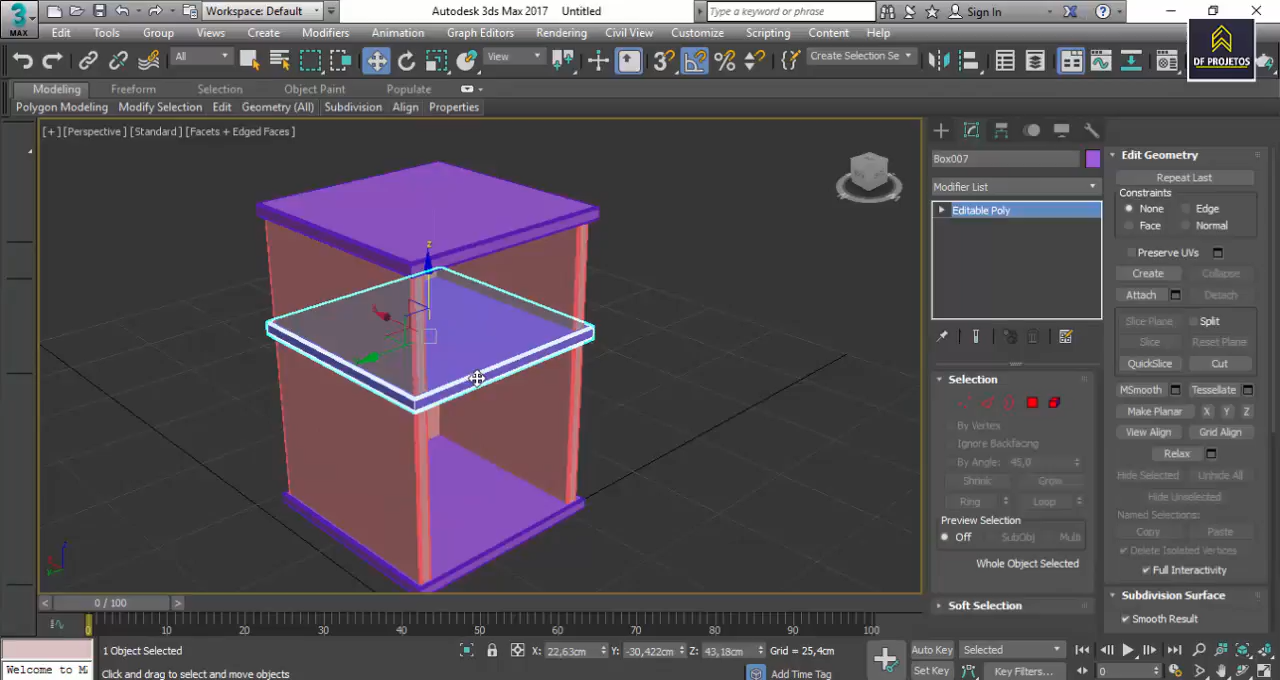 Workspace: Default
Autodesk 3ds Max 2017 Untitled
Type a keyword or phrase
Sign In
3
MAX
Edit Tools Group Views Create Modifiers Animation Graph Editors Rendering Civil View Customize Scripting Content Help
DF PROJETOS
All
View
3
%
Create Selection Se
Modeling Freeform Selection Object Paint Populate
Polygon Modeling Modify Selection Edit Geometry (All) Subdivision Align Properties
[+] [Perspective] [Standard] [Facets + Edged Faces]
z
Box007
Modifier List
Editable Poly
Selection
By Vertex
Ignore Backfacing
By Angle: 45,0
Shrink Grow
Ring Loop
Preview Selection
Off SubObj Multi
Whole Object Selected
Soft Selection
Edit Geometry
Repeat Last
Constraints
None Edge
Face Normal
Preserve UVs
Create Collapse
Attach Detach
Slice Plane Split
Slice Reset Plane
QuickSlice Cut
MSmooth Tessellate
Make Planar X Y Z
View Align Grid Align
Relax
Hide Selected Unhide All
Hide Unselected
Named Selections:
Copy Paste
Delete Isolated Vertices
Full Interactivity
Subdivision Surface
Smooth Result
< 0 / 100 >
0 10 20 30 40 50 60 70 80 90 100
1 Object Selected
X: 22,63cm Y: -30,422cm Z: 43,18cm Grid = 25,4cm
Auto Key Selected
Welcome to M
Click and drag to select and move objects
Add Time Tag
Set Key Key Filters...
0